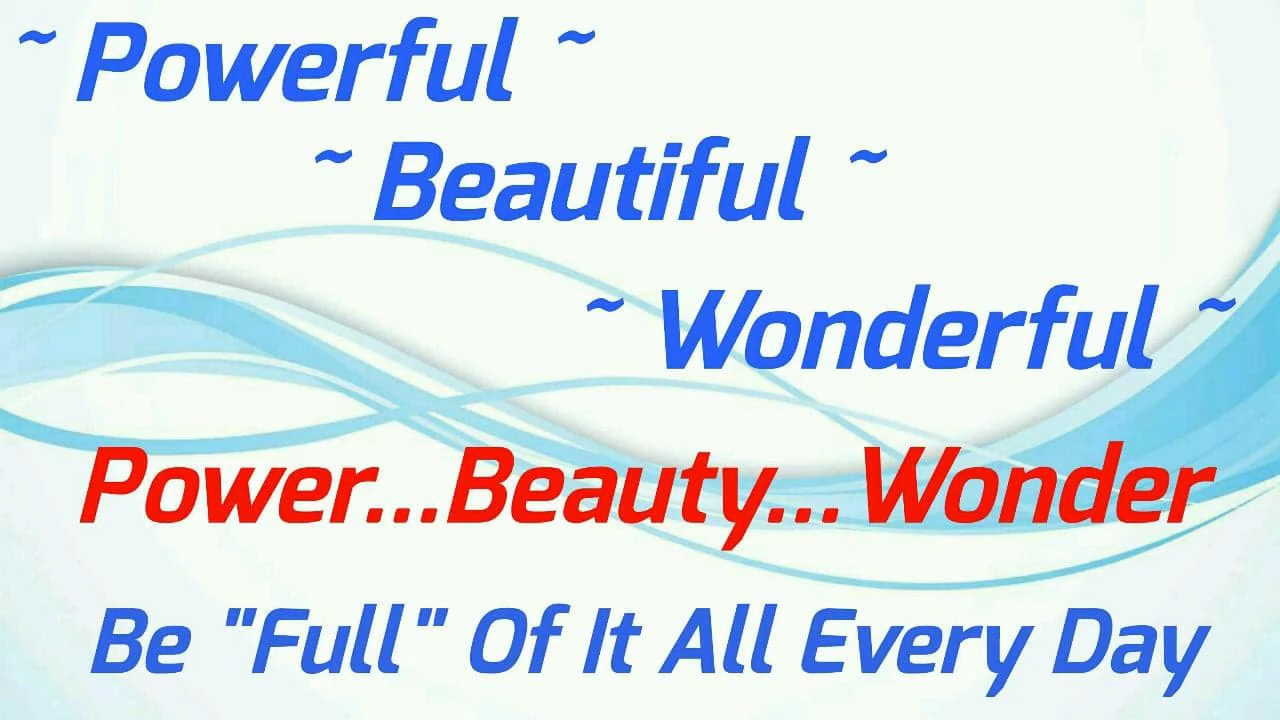 ~ Powerful ~
~ Beautiful ~
~ Wonderful ~
Power...Beauty...Wonder
Be "Full" Of It All Every Day